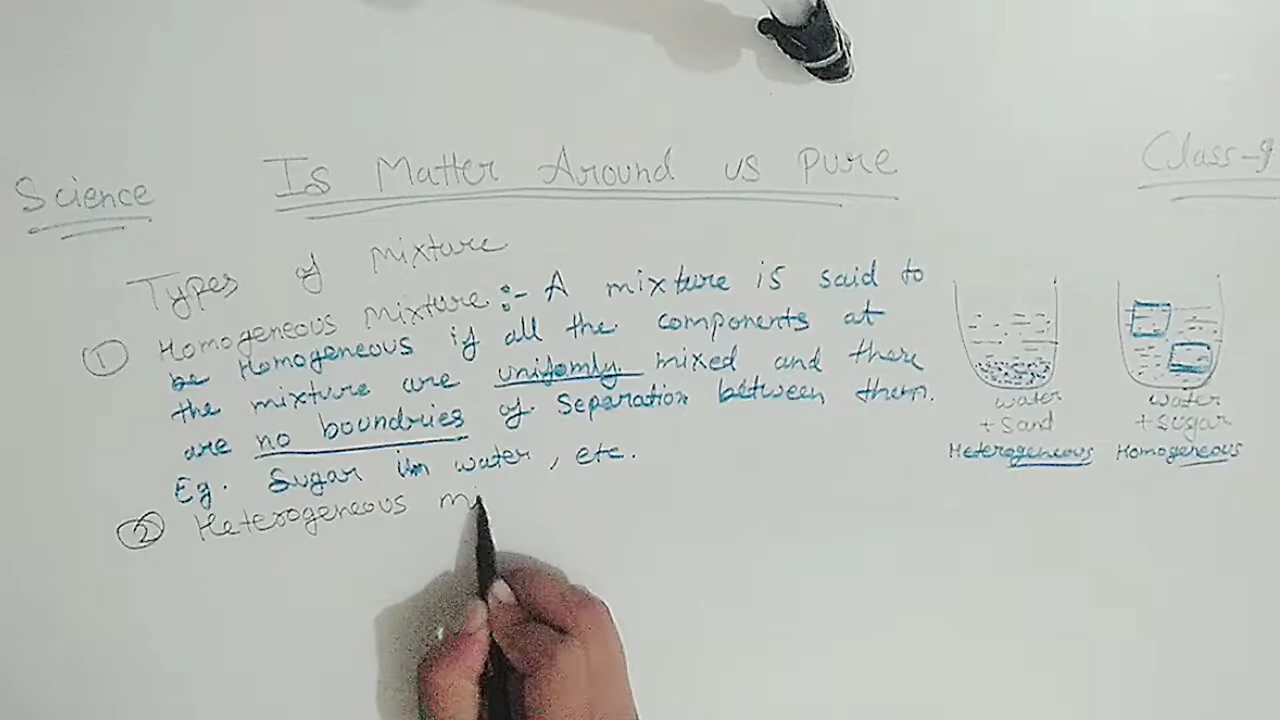 Science
Is Matter Around us Pure
Class-9
Types of mixture
① Homogeneous mixture :- A mixture is said to
be Homogeneous if all the components at
the mixture are unifomly mixed and there
are no boundries of separation between them.
Eg. Sugar in water, etc.
② Heterogeneous mi
water
+ Sand
Heterogeneous
water
+ Sugar
Homogeneous